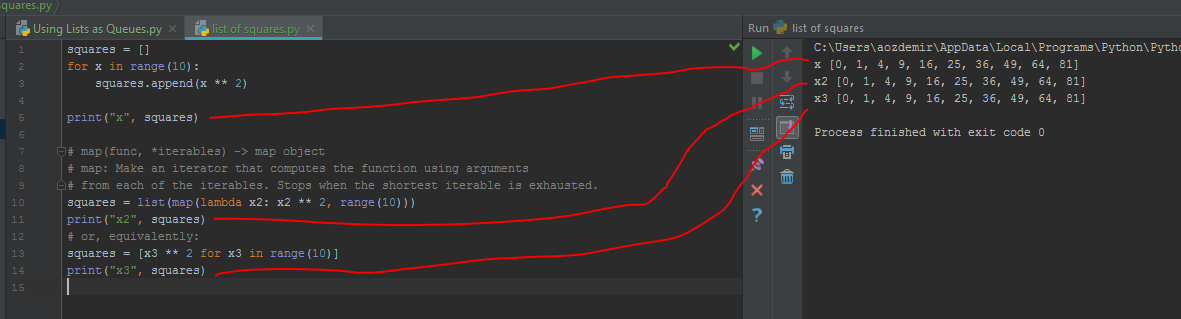 squares.py
Using Lists as Queues.py
list of squares.py
1 squares = []
2 for x in range(10):
3 squares.append(x ** 2)
4
5 print("x", squares)
6
7 # map(func, *iterables) -> map object
8 # map: Make an iterator that computes the function using arguments
9 # from each of the iterables. Stops when the shortest iterable is exhausted.
10 squares = list(map(lambda x2: x2 ** 2, range(10)))
11 print("x2", squares)
12 # or, equivalently:
13 squares = [x3 ** 2 for x3 in range(10)]
14 print("x3", squares)
15
Run list of squares
C:\Users\aozdemir\AppData\Local\Programs\Python\Pytho
x [0, 1, 4, 9, 16, 25, 36, 49, 64, 81]
x2 [0, 1, 4, 9, 16, 25, 36, 49, 64, 81]
x3 [0, 1, 4, 9, 16, 25, 36, 49, 64, 81]
Process finished with exit code 0